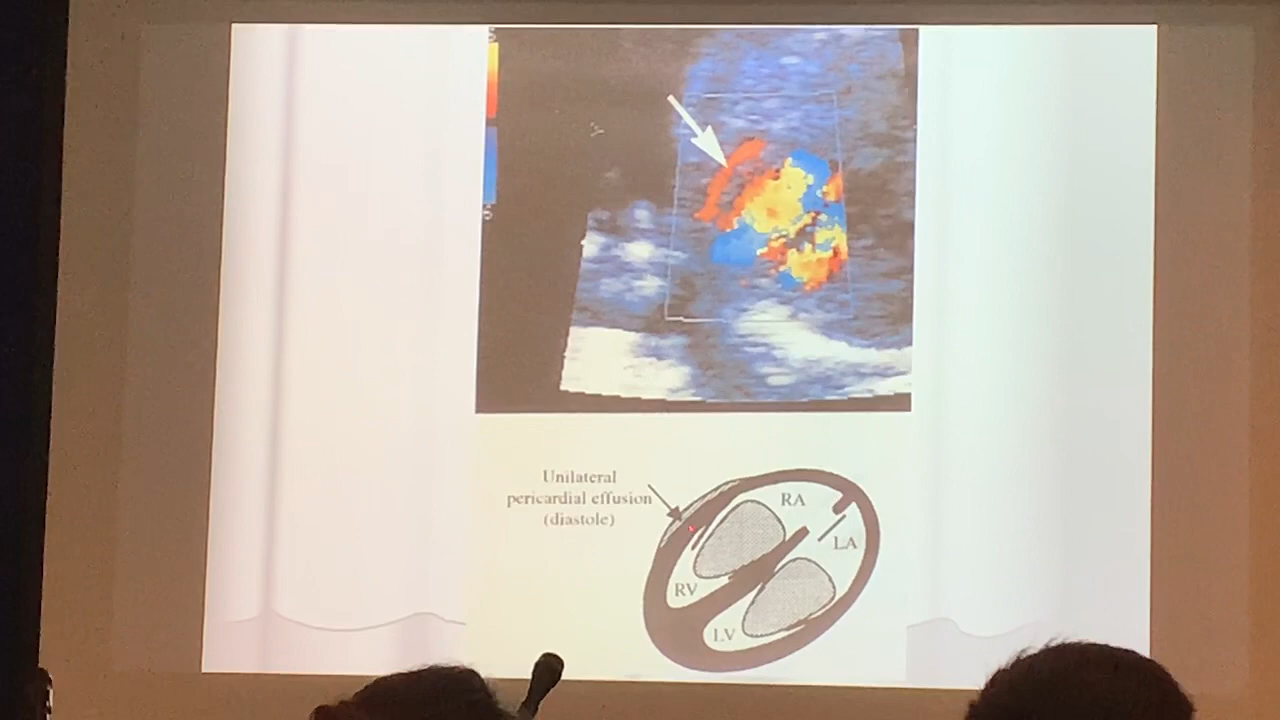 Unilateral
pericardial effusion
(diastole)
RA
LA
RV
LV